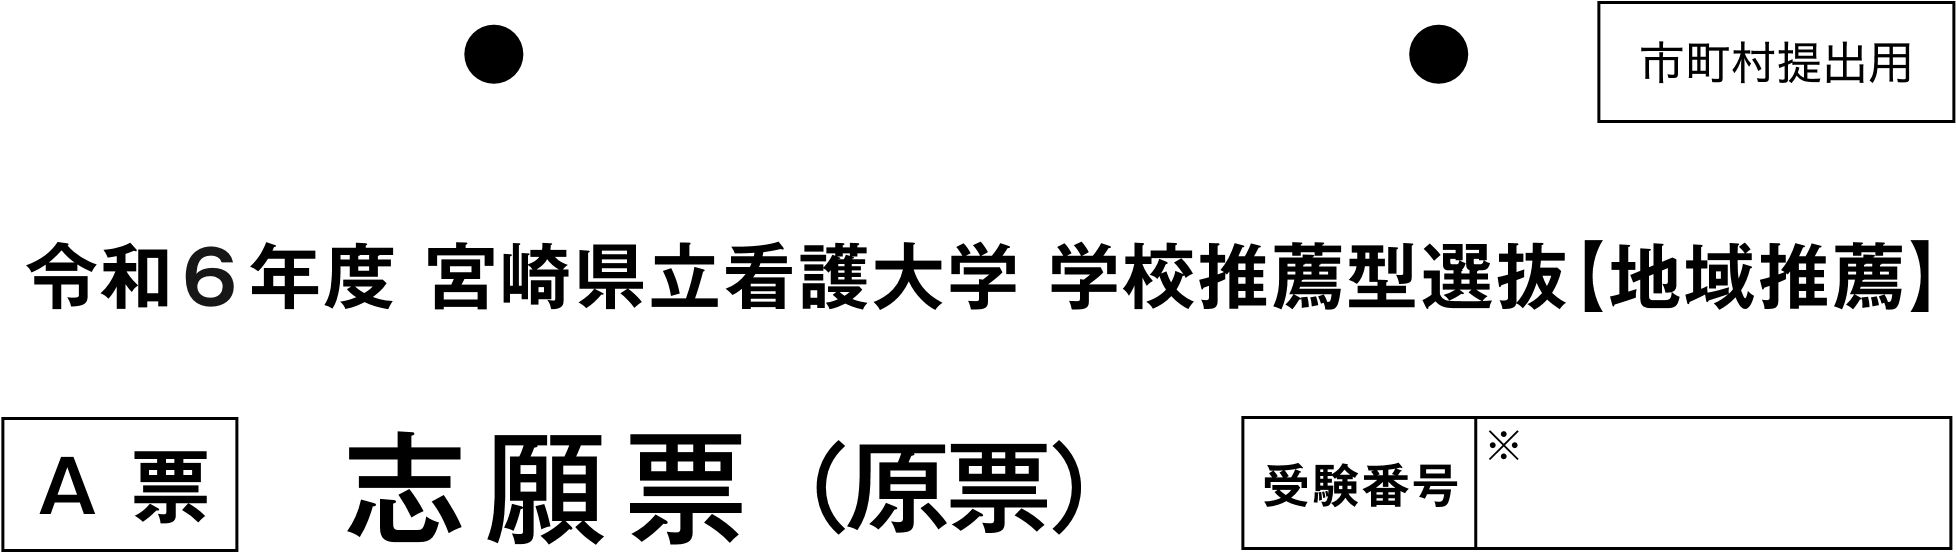 市町村提出用
令和６年度 宮崎県立看護大学 学校推薦型選抜【地域推薦】
A 票
志願票（原票）
受験番号
※